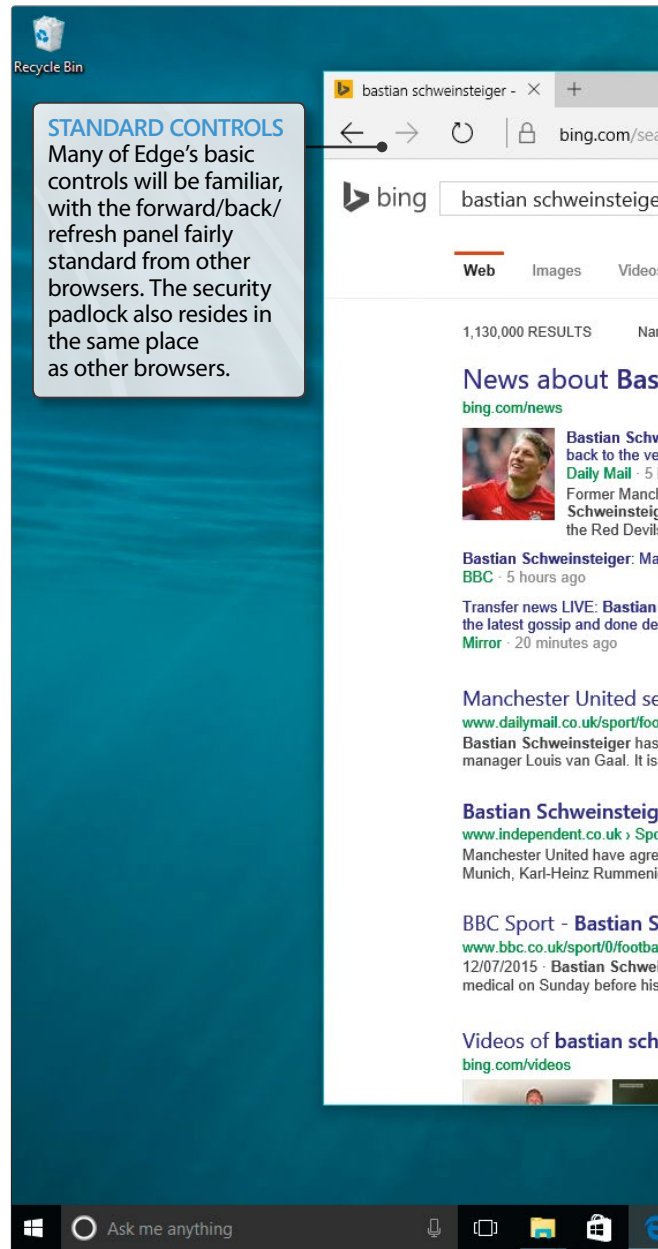 Recycle Bin
STANDARD CONTROLS
Many of Edge's basic
controls will be familiar,
with the forward/back/
refresh panel fairly
standard from other
browsers. The security
padlock also resides in
the same place
as other browsers.
bastian schweinsteiger -
bing.com/sea
bing
bastian schweinsteige
Web Images Videos
1,130,000 RESULTS Nar
News about Bas
bing.com/news
Bastian Schw
back to the ve
Daily Mail · 5
Former Manch
Schweinsteig
the Red Devils
Bastian Schweinsteiger: Ma
BBC · 5 hours ago
Transfer news LIVE: Bastian
the latest gossip and done de
Mirror · 20 minutes ago
Manchester United se
www.dailymail.co.uk/sport/foo
Bastian Schweinsteiger has
manager Louis van Gaal. It is
Bastian Schweinsteig
www.independent.co.uk › Spo
Manchester United have agre
Munich, Karl-Heinz Rummeni
BBC Sport - Bastian S
www.bbc.co.uk/sport/0/footba
12/07/2015 · Bastian Schwei
medical on Sunday before his
Videos of bastian sch
bing.com/videos
Ask me anything